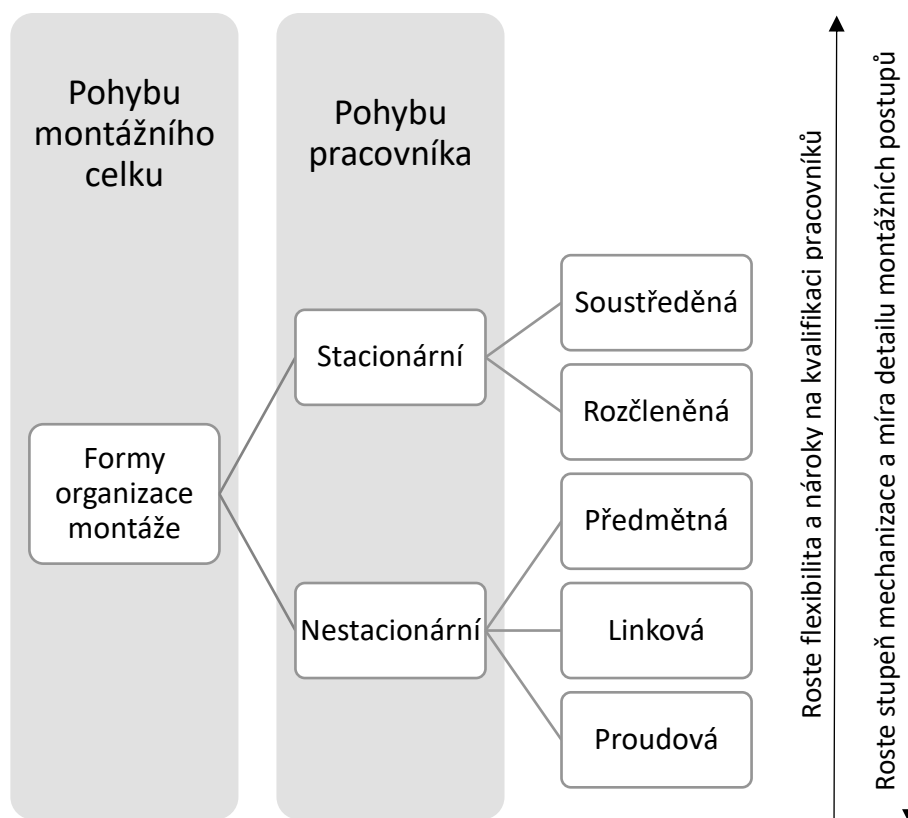 Pohybu
montážního
celku
Pohybu
pracovníka
Formy
organizace
montáže
Stacionární
Nestacionární
Soustředěná
Rozčleněná
Předmětná
Linková
Proudová
Roste flexibilita a nároky na kvalifikaci pracovníků
Roste stupeň mechanizace a míra detailu montážních postupů